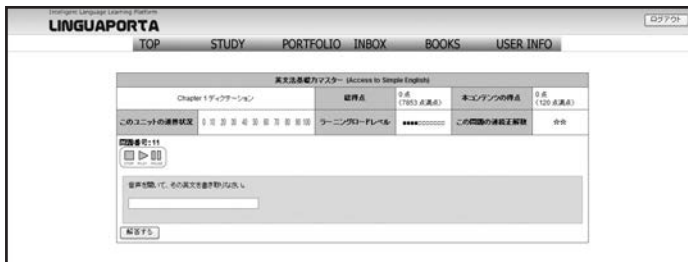 Intelligent Language Learning Platform
LINGUAPORTA
ログアウト
TOP STUDY PORTFOLIO INBOX BOOKS USER INFO
英文法基礎力マスター (Access to Simple English)
Chapter 1 ディクテーション 総得点 0点 (7853 点満点) 本コンテンツの得点 0点 (120 点満点)
このユニットの進捗状況 0 10 20 30 40 50 60 70 80 90 100 ラーニングロードレベル ■■■■□□□□□□ この問題の連続正解数 ☆☆
問題番号:11
STOP PLAY PAUSE
音声を聞いて、その英文を書き取りなさい。
解答する